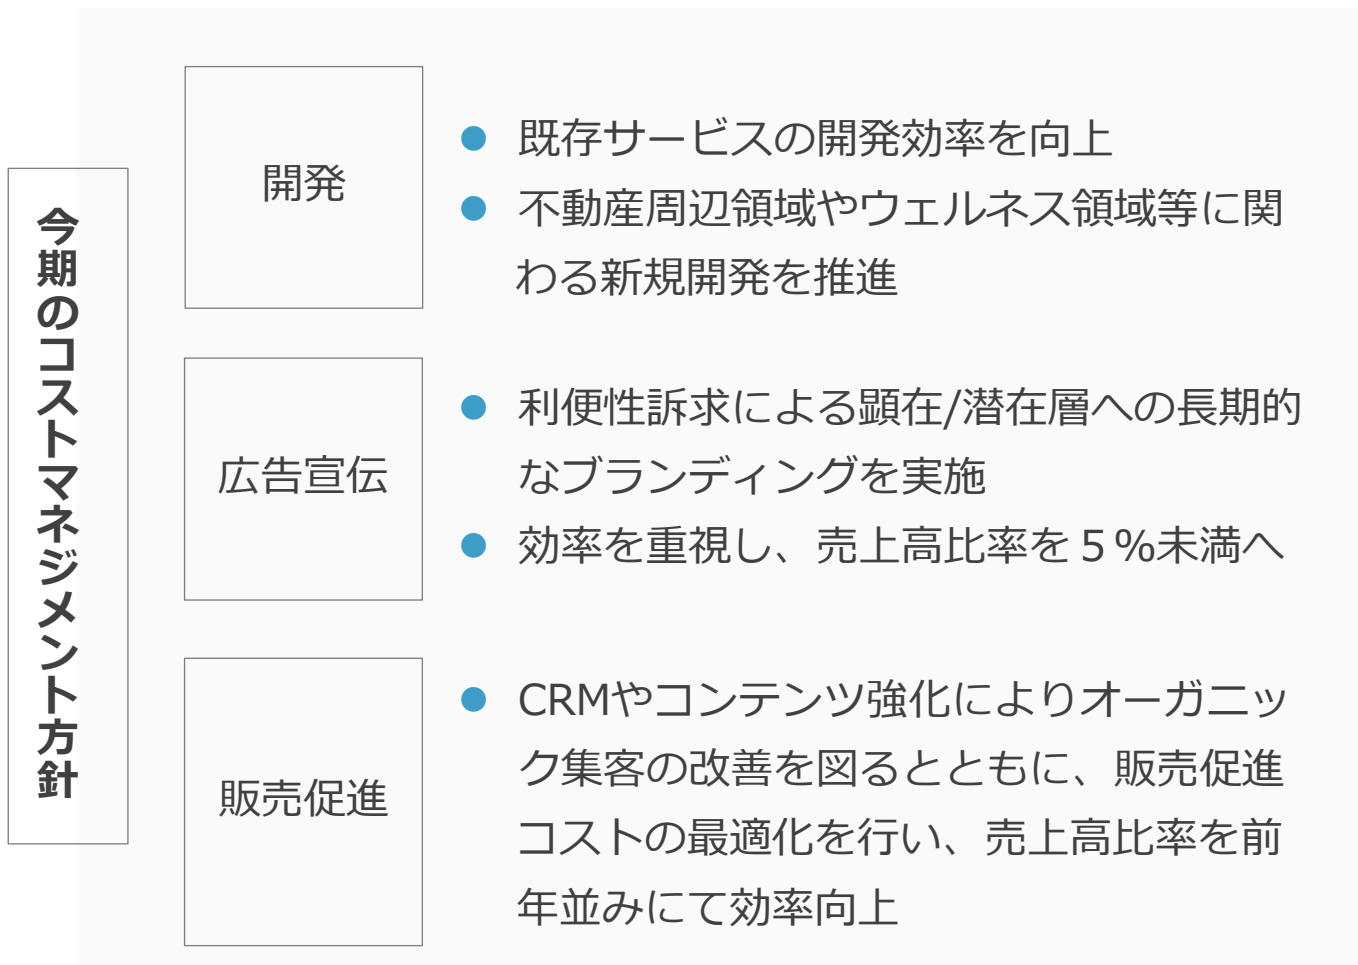 今期のコストマネジメント方針
開発
● 既存サービスの開発効率を向上
● 不動産周辺領域やウェルネス領域等に関
わる新規開発を推進
広告宣伝
● 利便性訴求による顕在/潜在層への長期的
なブランディングを実施
● 効率を重視し、売上高比率を５%未満へ
販売促進
● CRMやコンテンツ強化によりオーガニッ
ク集客の改善を図るとともに、販売促進
コストの最適化を行い、売上高比率を前
年並みにて効率向上